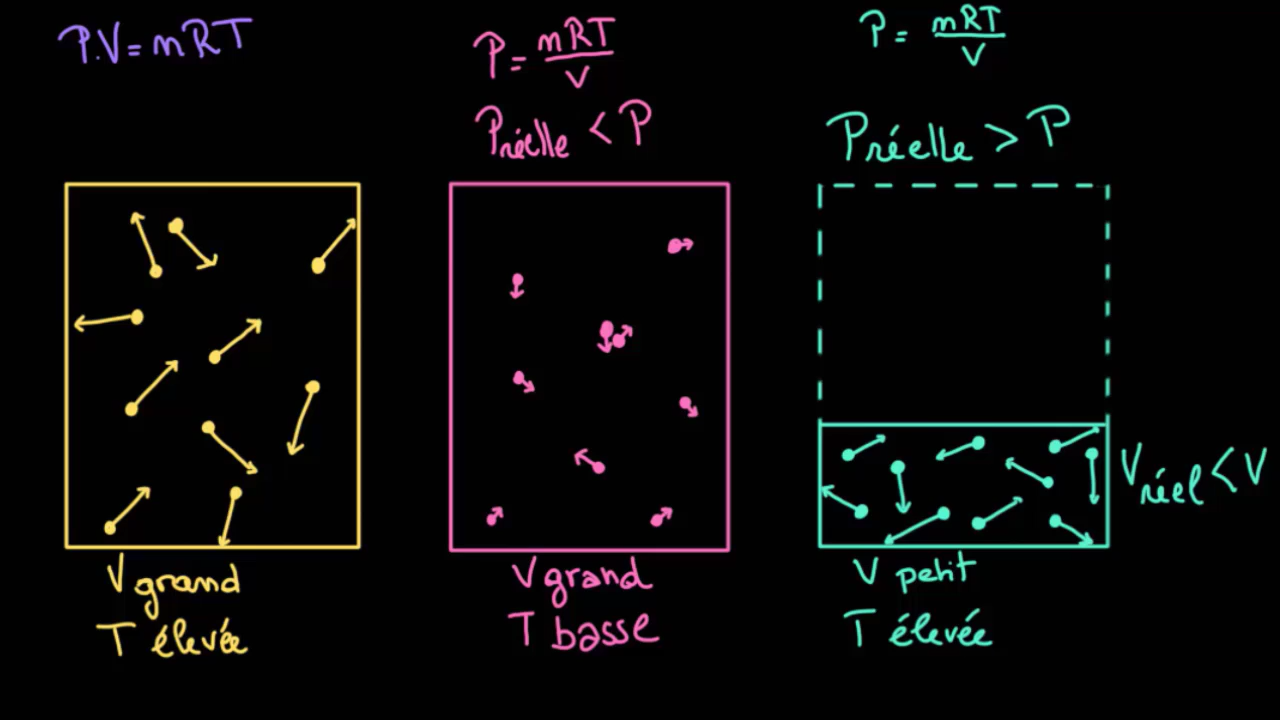 P.V = nRT
P = nRT / V
Préelle < P
P = nRT / V
Préelle > P
V grand
T élevée
V grand
T basse
V petit
T élevée
Vréel < V